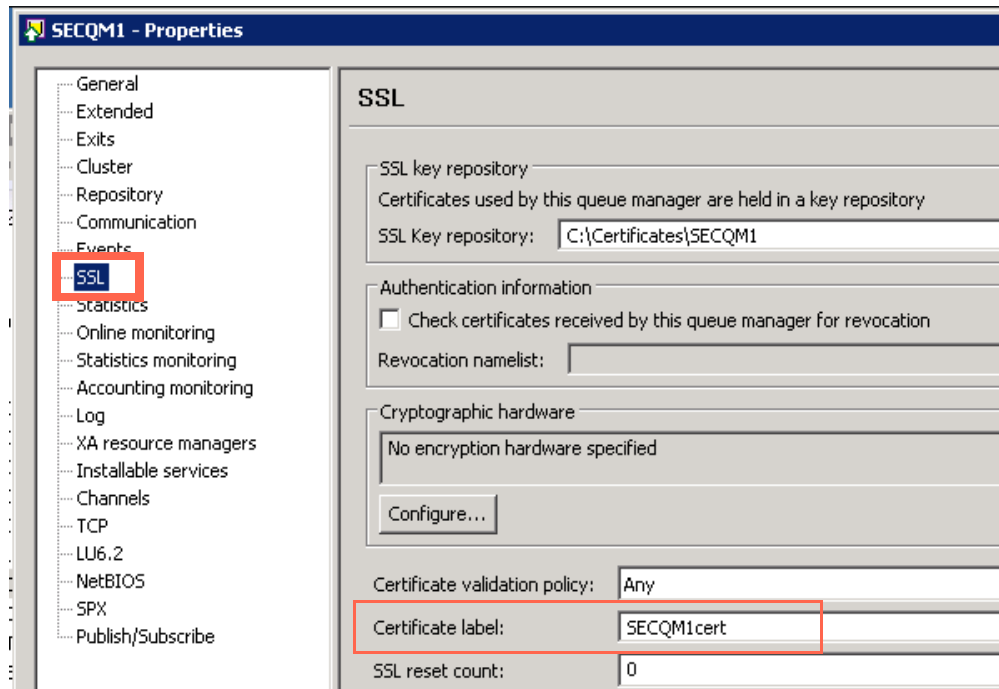 SECQM1 - Properties
General
Extended
Exits
Cluster
Repository
Communication
Events
SSL
Statistics
Online monitoring
Statistics monitoring
Accounting monitoring
Log
XA resource managers
Installable services
Channels
TCP
LU6.2
NetBIOS
SPX
Publish/Subscribe
SSL
SSL key repository
Certificates used by this queue manager are held in a key repository
SSL Key repository: C:\Certificates\SECQM1
Authentication information
Check certificates received by this queue manager for revocation
Revocation namelist:
Cryptographic hardware
No encryption hardware specified
Configure...
Certificate validation policy: Any
Certificate label: SECQM1cert
SSL reset count: 0